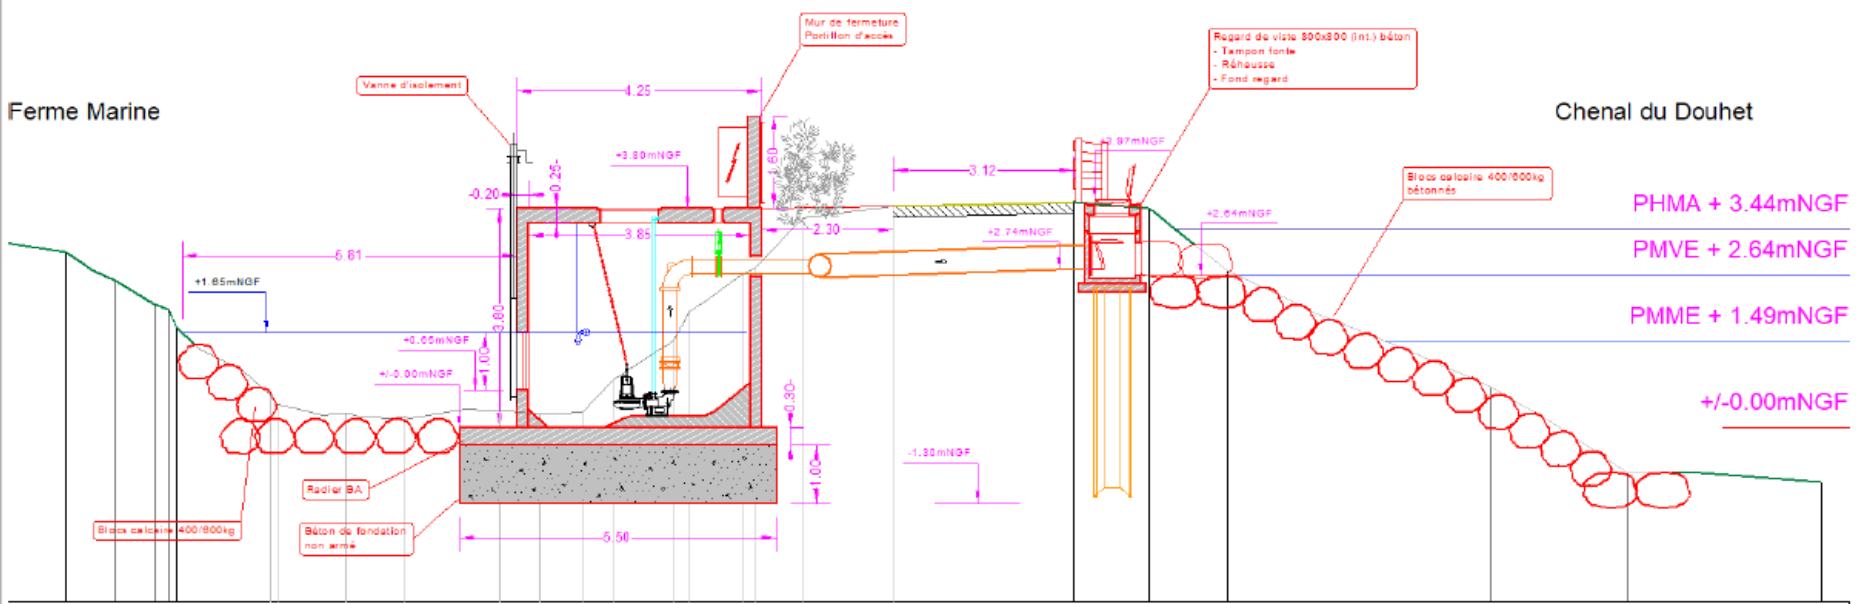 Mur de fermeture
Portillon d'accès
Regard de viste 800x800 (int.) béton
- Tampon fonte
- Réhausse
- Fond regard
Vanne d'isolement
4.25
Ferme Marine
Chenal du Douhet
+3.80mNGF
1.60
+3.97mNGF
3.12
Blocs calcaire 400/600kg
bétonnés
-0.20
0.25-
PHMA + 3.44mNGF
+2.64mNGF
2.30
3.85
+2.74mNGF
PMVE + 2.64mNGF
5.81
+1.65mNGF
3.80
PMME + 1.49mNGF
+0.65mNGF
1.00
+/-0.00mNGF
0.30-
+/-0.00mNGF
-1.30mNGF
1.00
Radier BA
Blocs calcaire 400/600kg
Béton de fondation
non armé
5.50